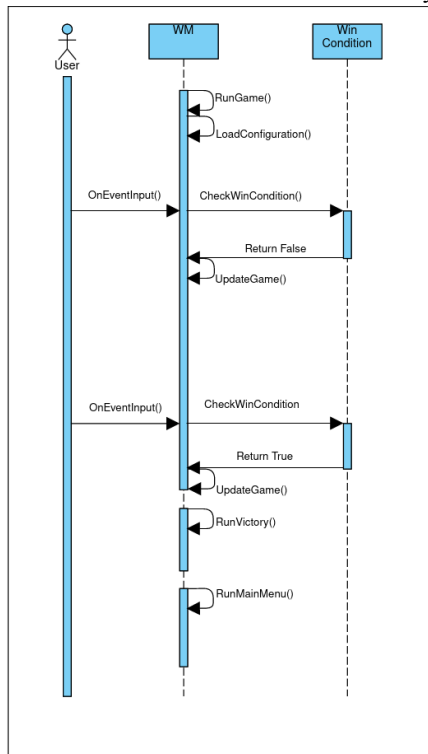 WM
Win
Condition
User
RunGame()
LoadConfiguration()
OnEventInput()
CheckWinCondition()
Return False
UpdateGame()
OnEventInput()
CheckWinCondition
Return True
UpdateGame()
RunVictory()
RunMainMenu()